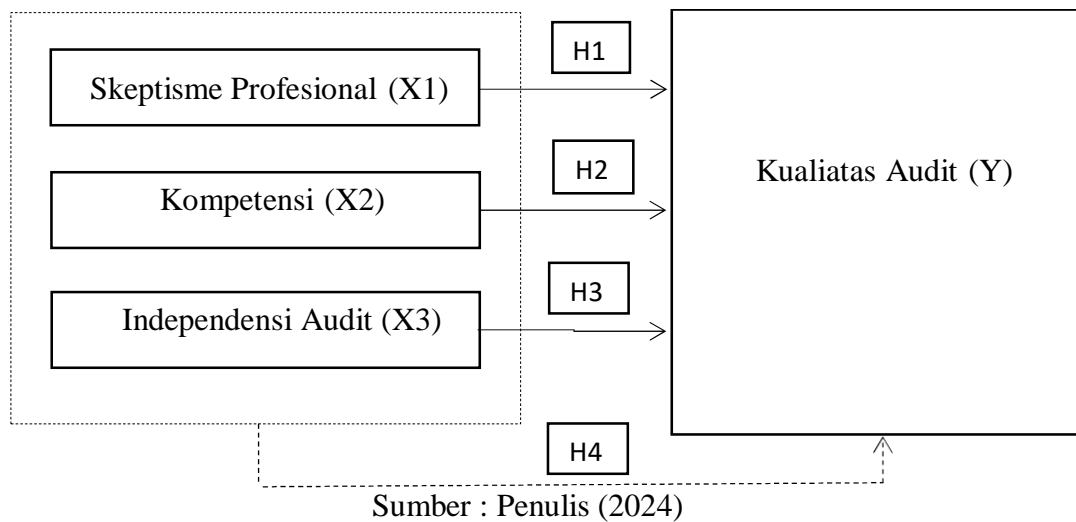 H1
Skeptisme Profesional (X1)
H2
Kompetensi (X2)
Kualiatas Audit (Y)
H3
Independensi Audit (X3)
H4
Sumber : Penulis (2024)